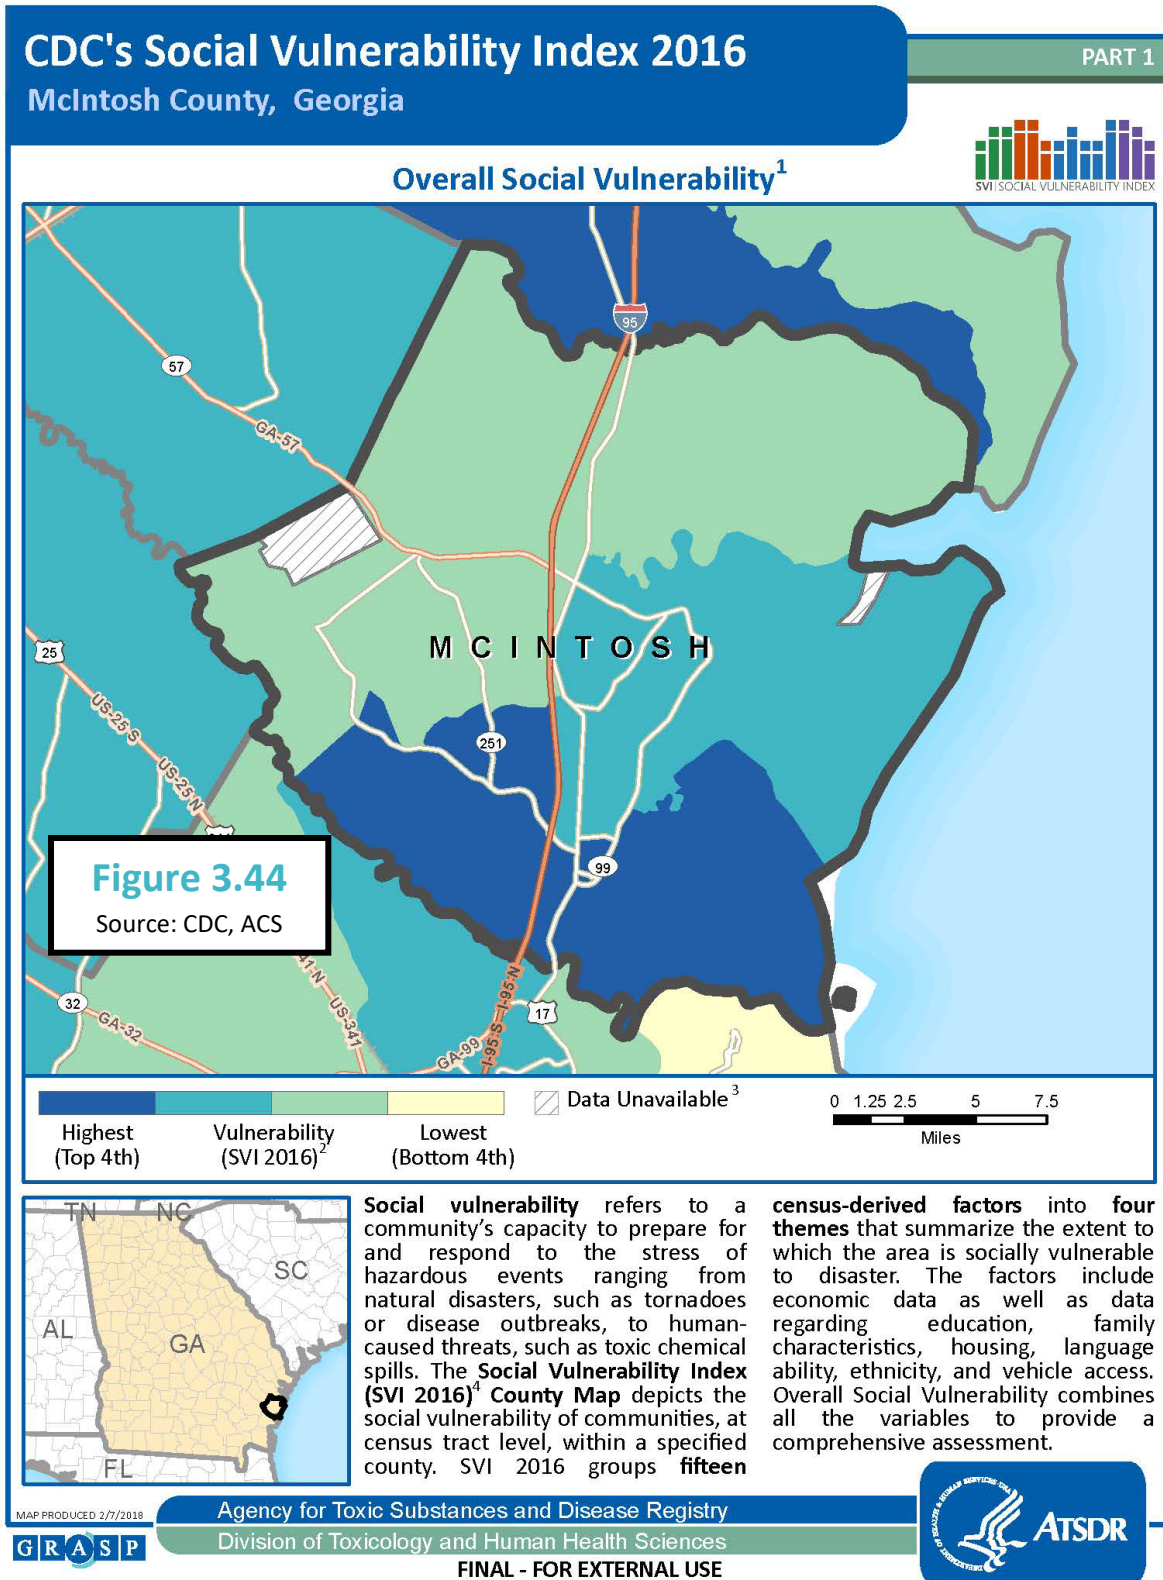 CDC's Social Vulnerability Index 2016
PART 1
McIntosh County, Georgia
SVI SOCIAL VULNERABILITY INDEX
Overall Social Vulnerability1
95
57
GA-57
MCINTOSH
25
US-25 S
US-25 N
251
99
Figure 3.44
Source: CDC, ACS
41-N
US-341
I-95-N
I-95-S
17
32
GA-32
GA-99
Highest
(Top 4th)
Vulnerability
(SVI 2016)2
Lowest
(Bottom 4th)
Data Unavailable3
0 1.25 2.5 5 7.5
Miles
TN
NC
SC
AL
GA
FL
Social vulnerability refers to a
community’s capacity to prepare for
and respond to the stress of
hazardous events ranging from
natural disasters, such as tornadoes
or disease outbreaks, to human-
caused threats, such as toxic chemical
spills. The Social Vulnerability Index
(SVI 2016)4 County Map depicts the
social vulnerability of communities, at
census tract level, within a specified
county. SVI 2016 groups fifteen
census-derived factors into four
themes that summarize the extent to
which the area is socially vulnerable
to disaster. The factors include
economic data as well as data
regarding education, family
characteristics, housing, language
ability, ethnicity, and vehicle access.
Overall Social Vulnerability combines
all the variables to provide a
comprehensive assessment.
MAP PRODUCED 2/7/2018
GRASP
Agency for Toxic Substances and Disease Registry
Division of Toxicology and Human Health Sciences
FINAL - FOR EXTERNAL USE
DEPARTMENT OF HEALTH & HUMAN SERVICES·USA
ATSDR